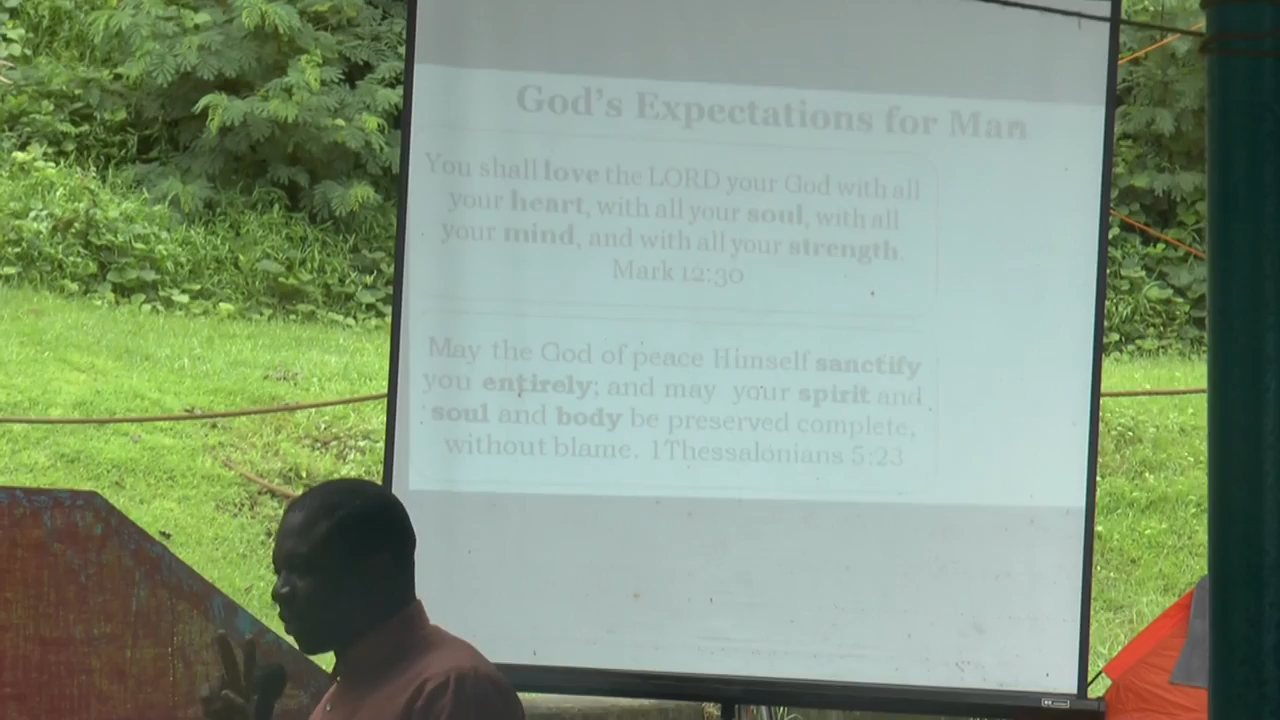 God's Expectations for Man
You shall love the LORD your God with all
your heart, with all your soul, with all
your mind, and with all your strength.
Mark 12:30
May the God of peace Himself sanctify
you entirely; and may your spirit and
soul and body be preserved complete,
without blame. 1Thessalonians 5:23